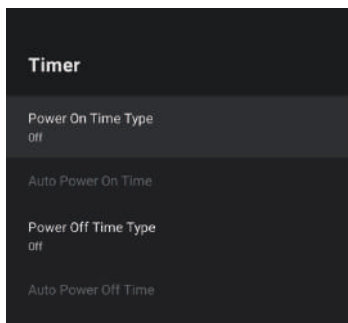 Timer
Power On Time Type
Off
Auto Power On Time
Power Off Time Type
Off
Auto Power Off Time